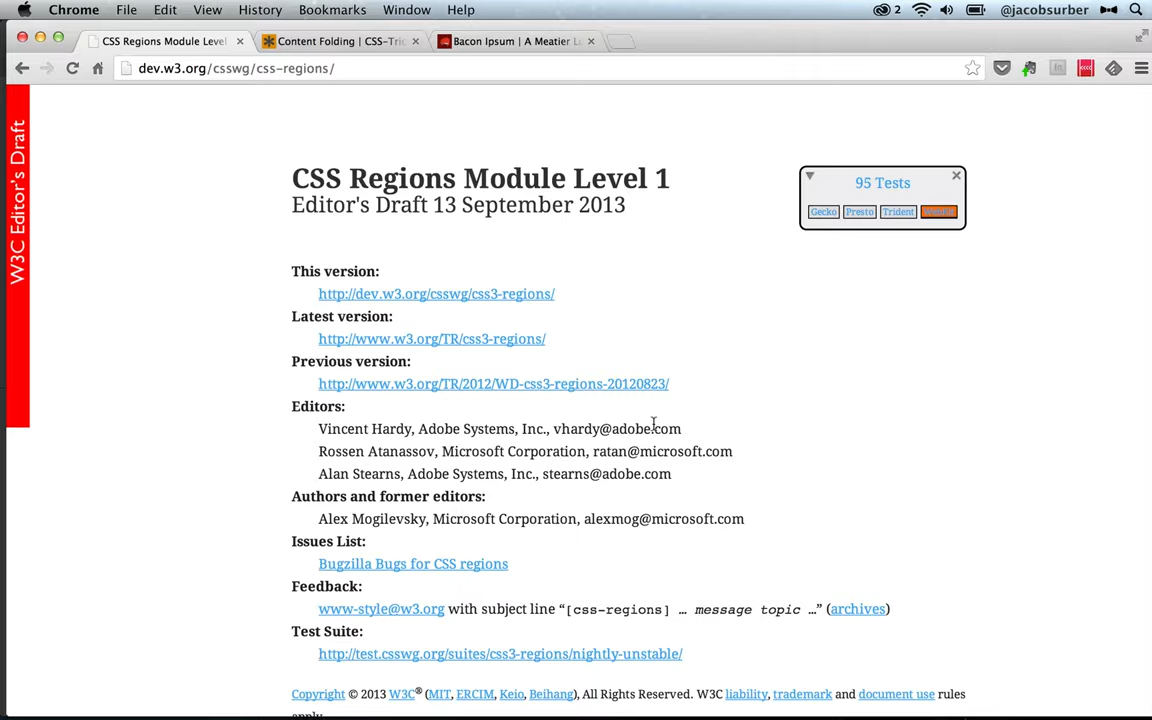 Chrome File Edit View History Bookmarks Window Help 2 @jacobsurber
CSS Regions Module Level Content Folding | CSS-Tric Bacon Ipsum | A Meatier Lo
dev.w3.org/csswg/css-regions/
W3C Editor's Draft
CSS Regions Module Level 1
Editor's Draft 13 September 2013
95 Tests
Gecko Presto Trident
This version:
http://dev.w3.org/csswg/css3-regions/
Latest version:
http://www.w3.org/TR/css3-regions/
Previous version:
http://www.w3.org/TR/2012/WD-css3-regions-20120823/
Editors:
Vincent Hardy, Adobe Systems, Inc., vhardy@adobe.com
Rossen Atanassov, Microsoft Corporation, ratan@microsoft.com
Alan Stearns, Adobe Systems, Inc., stearns@adobe.com
Authors and former editors:
Alex Mogilevsky, Microsoft Corporation, alexmog@microsoft.com
Issues List:
Bugzilla Bugs for CSS regions
Feedback:
www-style@w3.org with subject line “[css-regions] … message topic …” (archives)
Test Suite:
http://test.csswg.org/suites/css3-regions/nightly-unstable/
Copyright © 2013 W3C® (MIT, ERCIM, Keio, Beihang), All Rights Reserved. W3C liability, trademark and document use rules
apply.